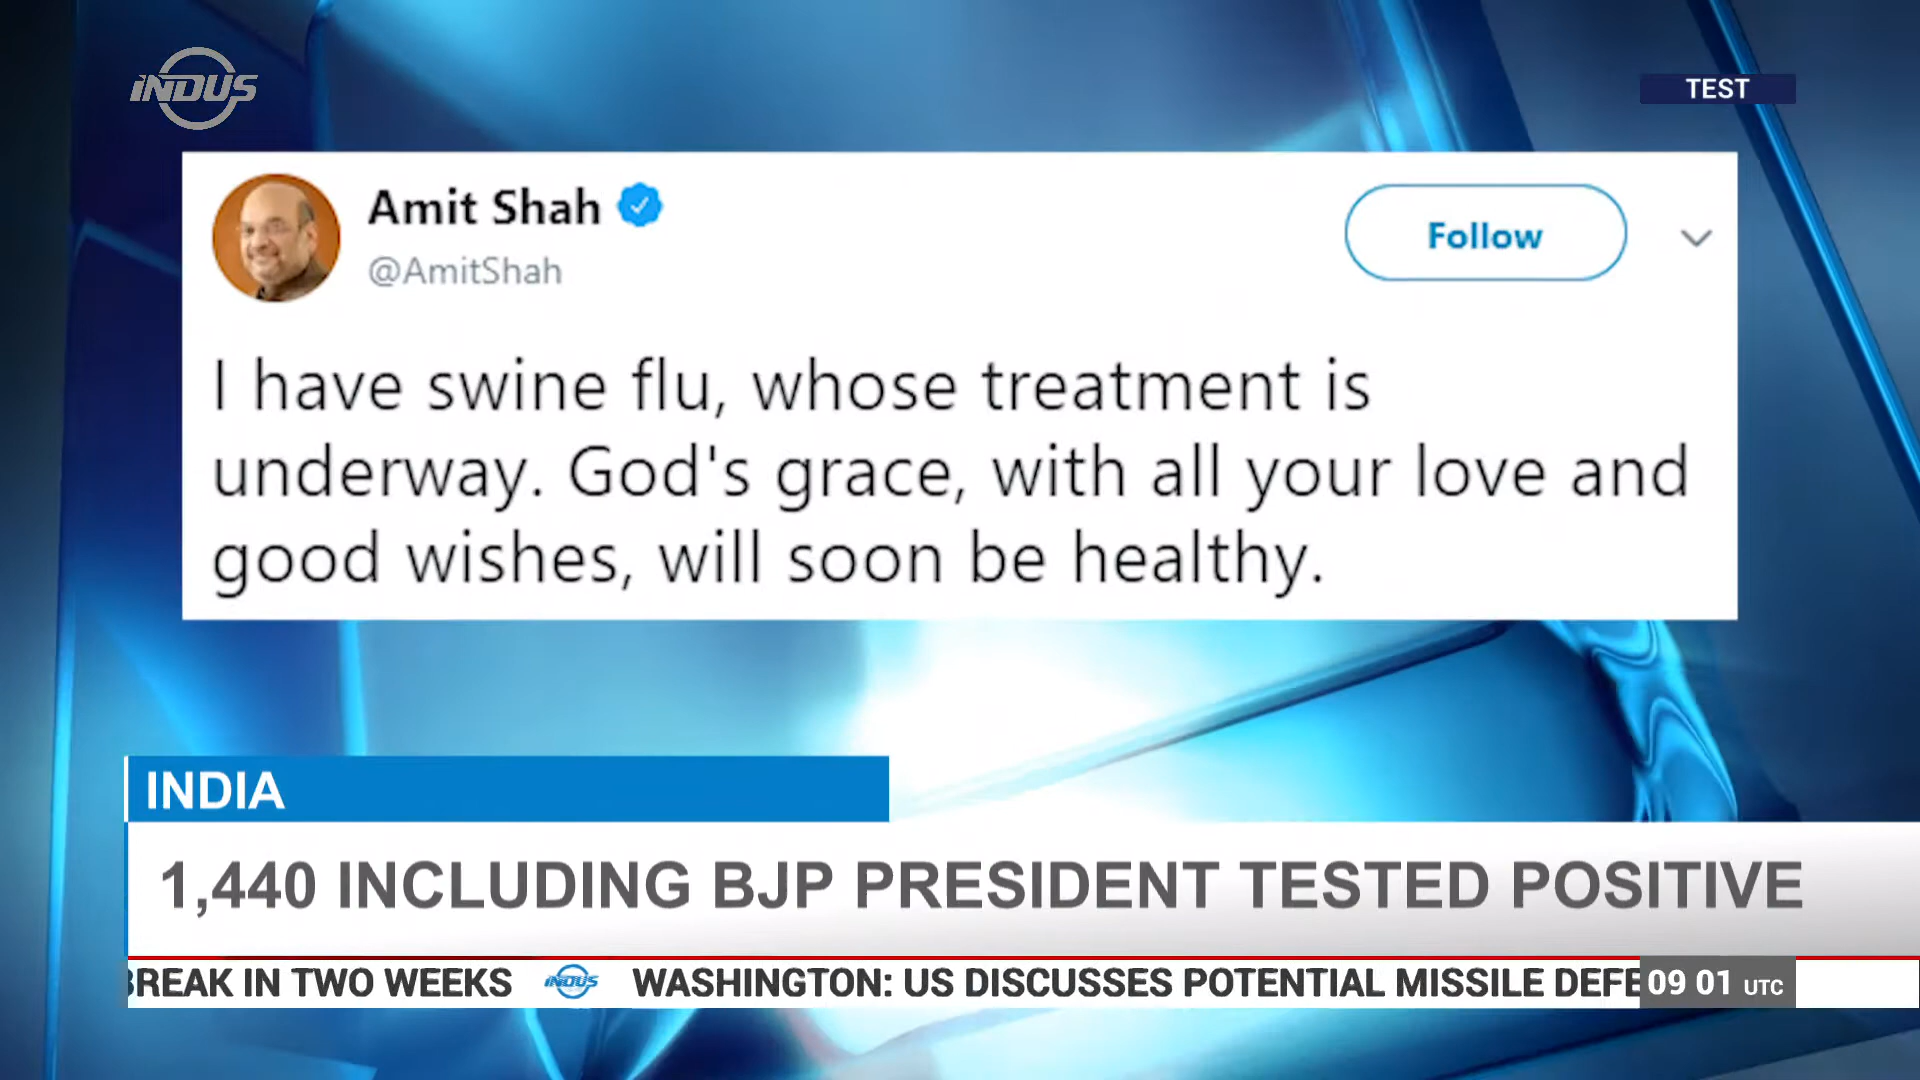 iNDUS
TEST
Amit Shah
@AmitShah
Follow
I have swine flu, whose treatment is
underway. God's grace, with all your love and
good wishes, will soon be healthy.
INDIA
1,440 INCLUDING BJP PRESIDENT TESTED POSITIVE
BREAK IN TWO WEEKS iNDUS WASHINGTON: US DISCUSSES POTENTIAL MISSILE DEFE
09 01 UTC